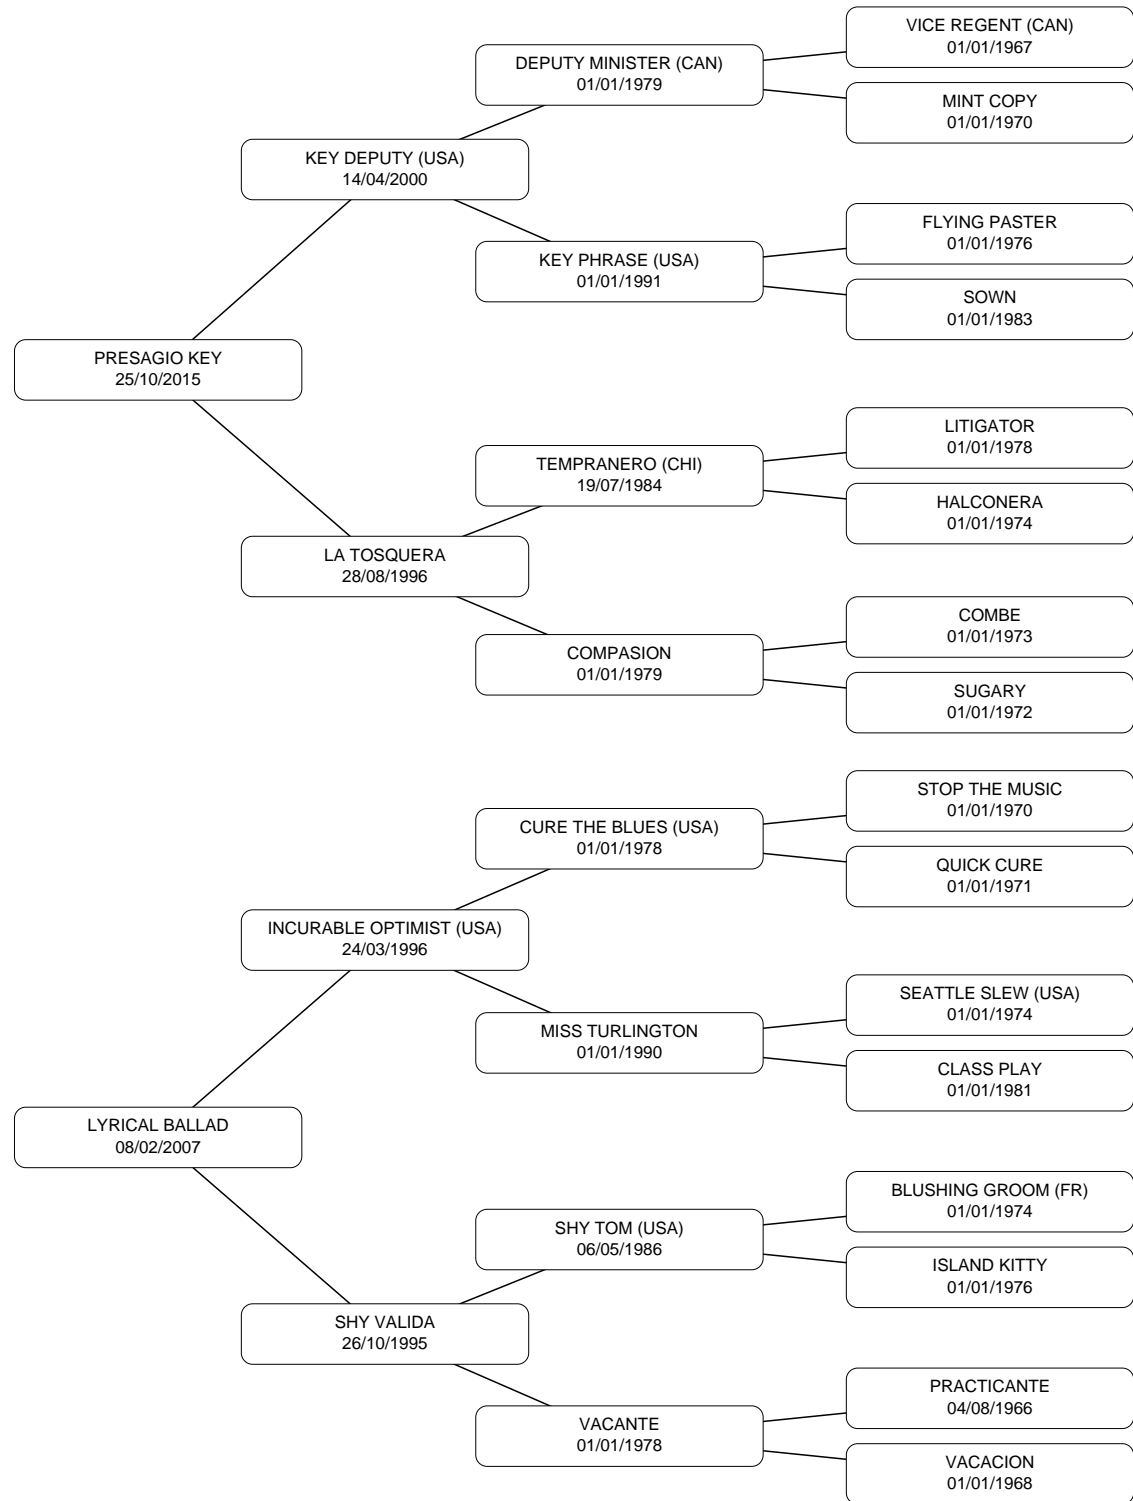 VICE REGENT (CAN)
01/01/1967
DEPUTY MINISTER (CAN)
01/01/1979
MINT COPY
01/01/1970
KEY DEPUTY (USA)
14/04/2000
FLYING PASTER
01/01/1976
KEY PHRASE (USA)
01/01/1991
SOWN
01/01/1983
PRESAGIO KEY
25/10/2015
LITIGATOR
01/01/1978
TEMPRANERO (CHI)
19/07/1984
HALCONERA
01/01/1974
LA TOSQUERA
28/08/1996
COMBE
01/01/1973
COMPASION
01/01/1979
SUGARY
01/01/1972
STOP THE MUSIC
01/01/1970
CURE THE BLUES (USA)
01/01/1978
QUICK CURE
01/01/1971
INCURABLE OPTIMIST (USA)
24/03/1996
SEATTLE SLEW (USA)
01/01/1974
MISS TURLINGTON
01/01/1990
CLASS PLAY
01/01/1981
LYRICAL BALLAD
08/02/2007
BLUSHING GROOM (FR)
01/01/1974
SHY TOM (USA)
06/05/1986
ISLAND KITTY
01/01/1976
SHY VALIDA
26/10/1995
PRACTICANTE
04/08/1966
VACANTE
01/01/1978
VACACION
01/01/1968